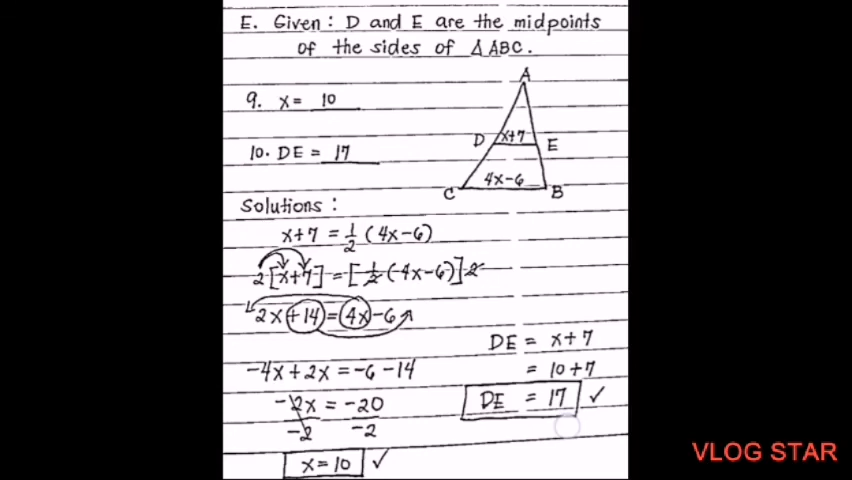 E. Given: D and E are the midpoints
of the sides of △ABC.
9. x = 10
10. DE = 17
A
D x+7 E
4x-6
C B
Solutions:
x+7 = 1/2 (4x-6)
2[x+7] = [1/2 (4x-6)] 2
2x +14 = 4x -6
-4x + 2x = -6 -14
-2x = -20
-2 -2
x = 10 ✓
DE = x+7
= 10+7
DE = 17 ✓
VLOG STAR